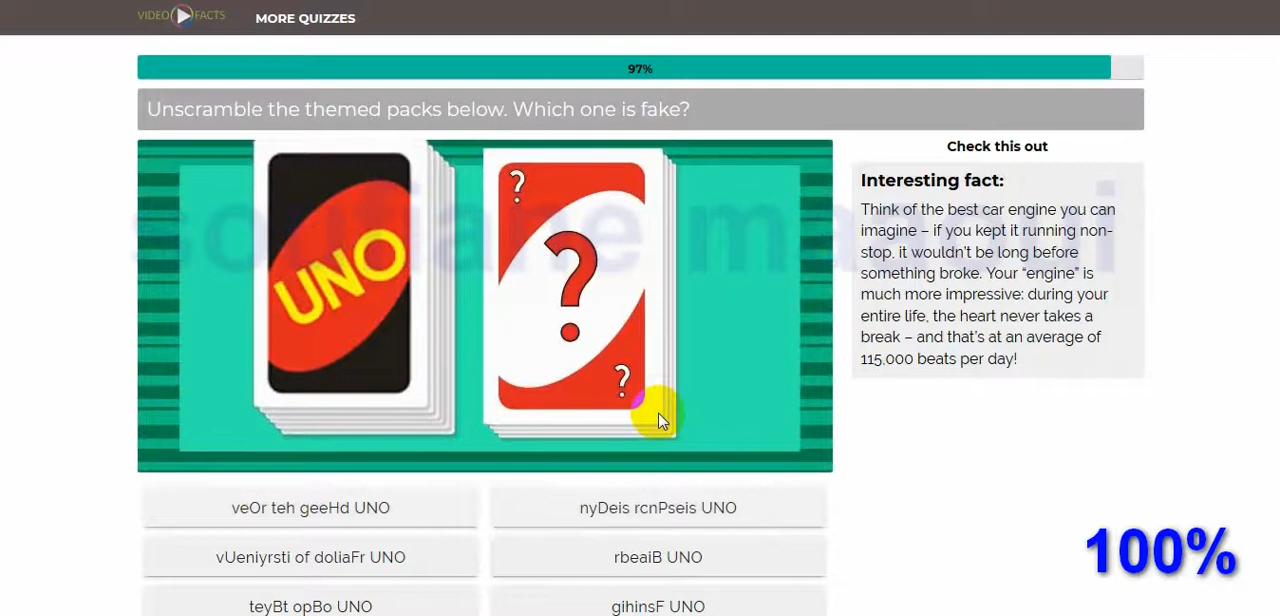 VIDEO FACTS MORE QUIZZES
97%
Unscramble the themed packs below. Which one is fake?
UNO
?
?
?
Check this out
Interesting fact:
Think of the best car engine you can
imagine – if you kept it running non-
stop, it wouldn't be long before
something broke. Your “engine” is
much more impressive: during your
entire life, the heart never takes a
break – and that's at an average of
115,000 beats per day!
veOr teh geeHd UNO
nyDeis rcnPseis UNO
vUeniyrsti of doliaFr UNO
rbeaiB UNO
teyBt opBo UNO
gihinsF UNO
100%